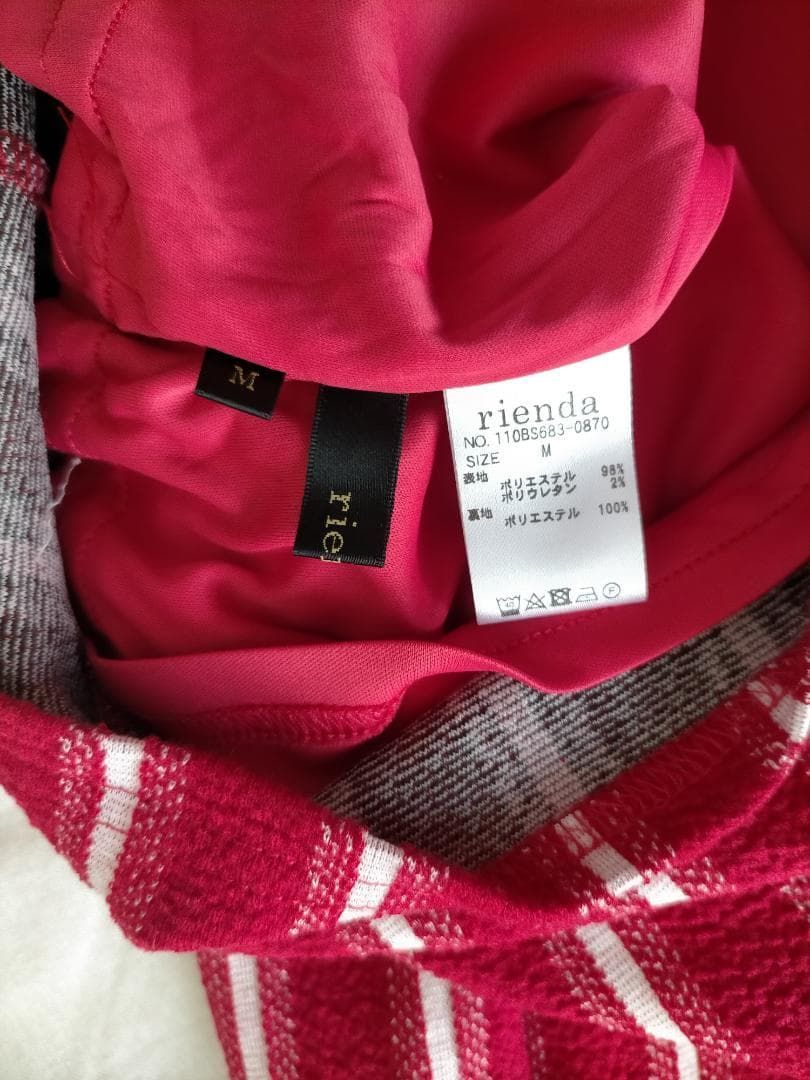 M
rie
rienda
NO. 110BS683-0870
SIZE M
表地 ポリエステル 98%
ポリウレタン 2%
裏地 ポリエステル 100%
40
F